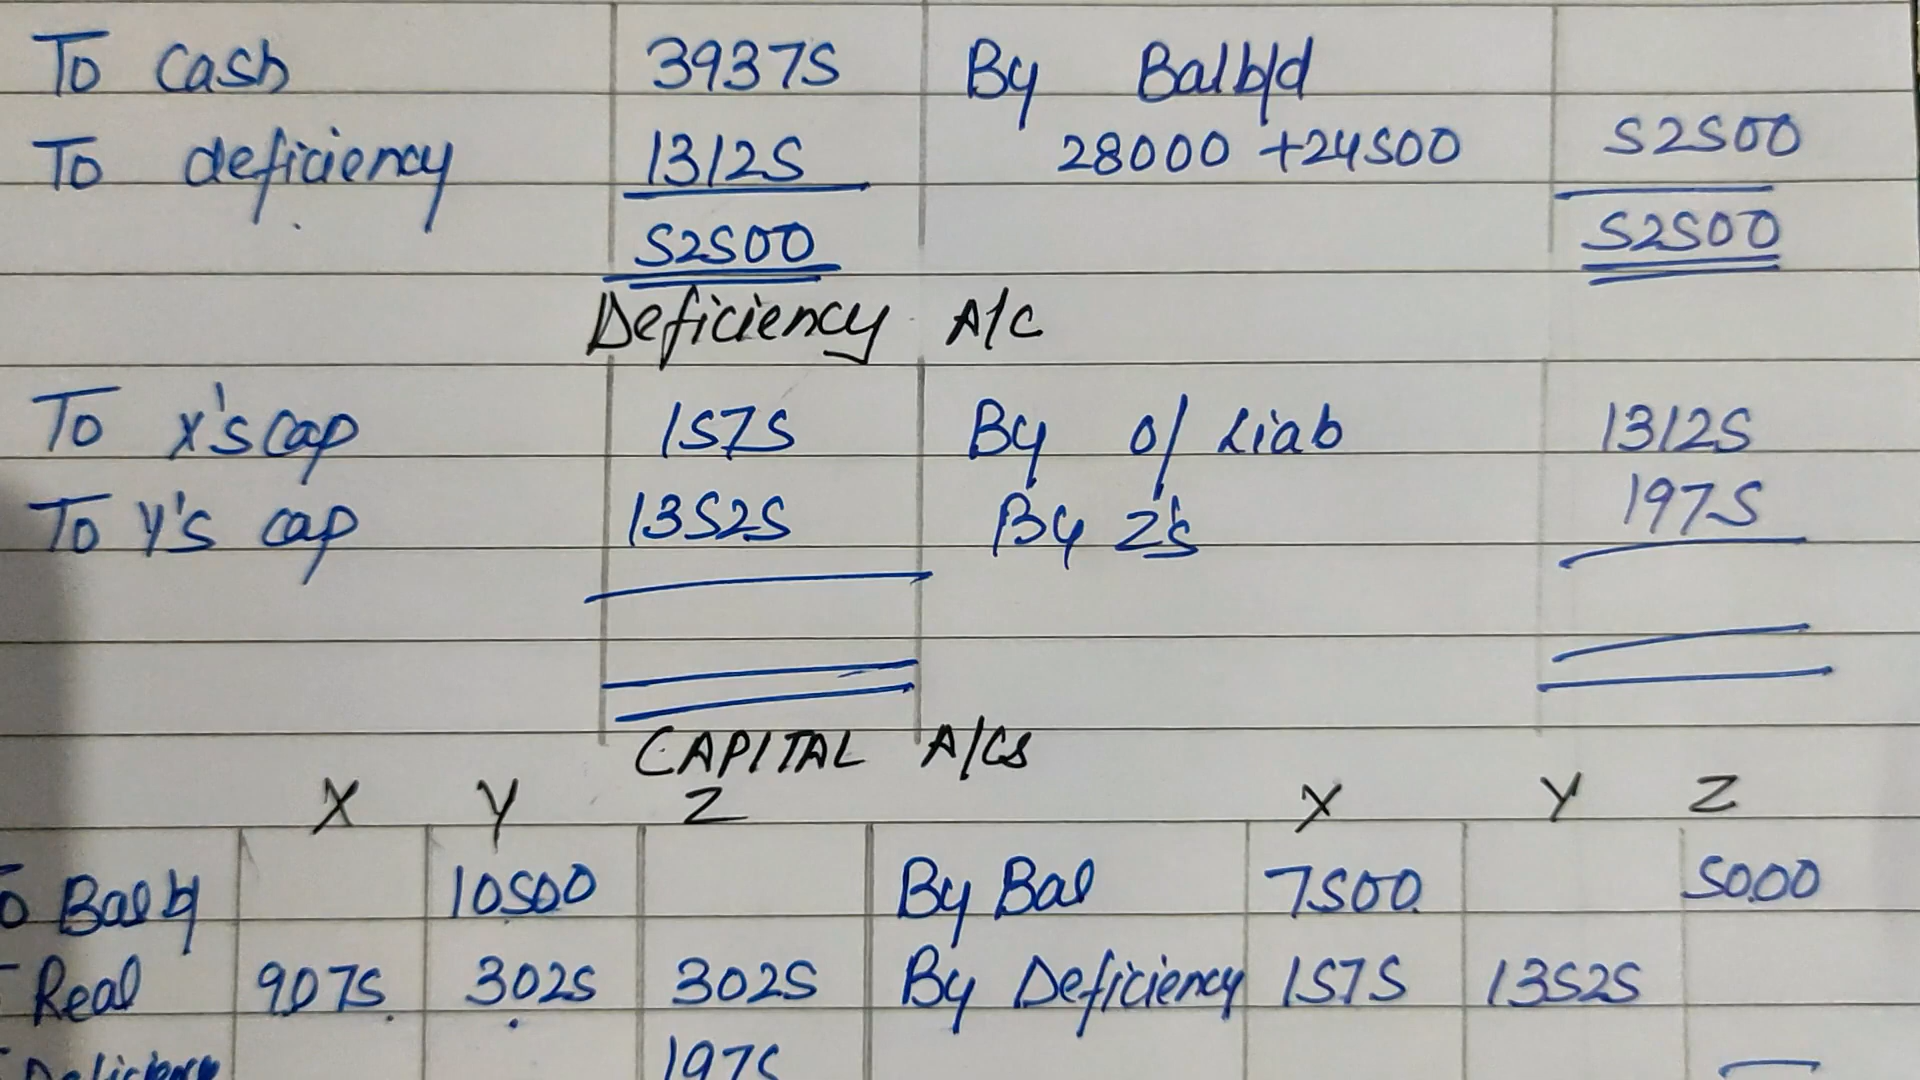 To Cash 39375 By Bal b/d
To deficiency 13125 28000 + 24500 52500
52500 52500
Deficiency A/C
To X's cap 1575 By o/ Liab 13125
To Y's cap 13525 By Z's 1975
CAPITAL A/Cs
X Y Z X Y Z
o Bal b/ 10500 By Bal 7500 5000
Real 9075 3025 3025 By Deficiency 1575 13525
1975